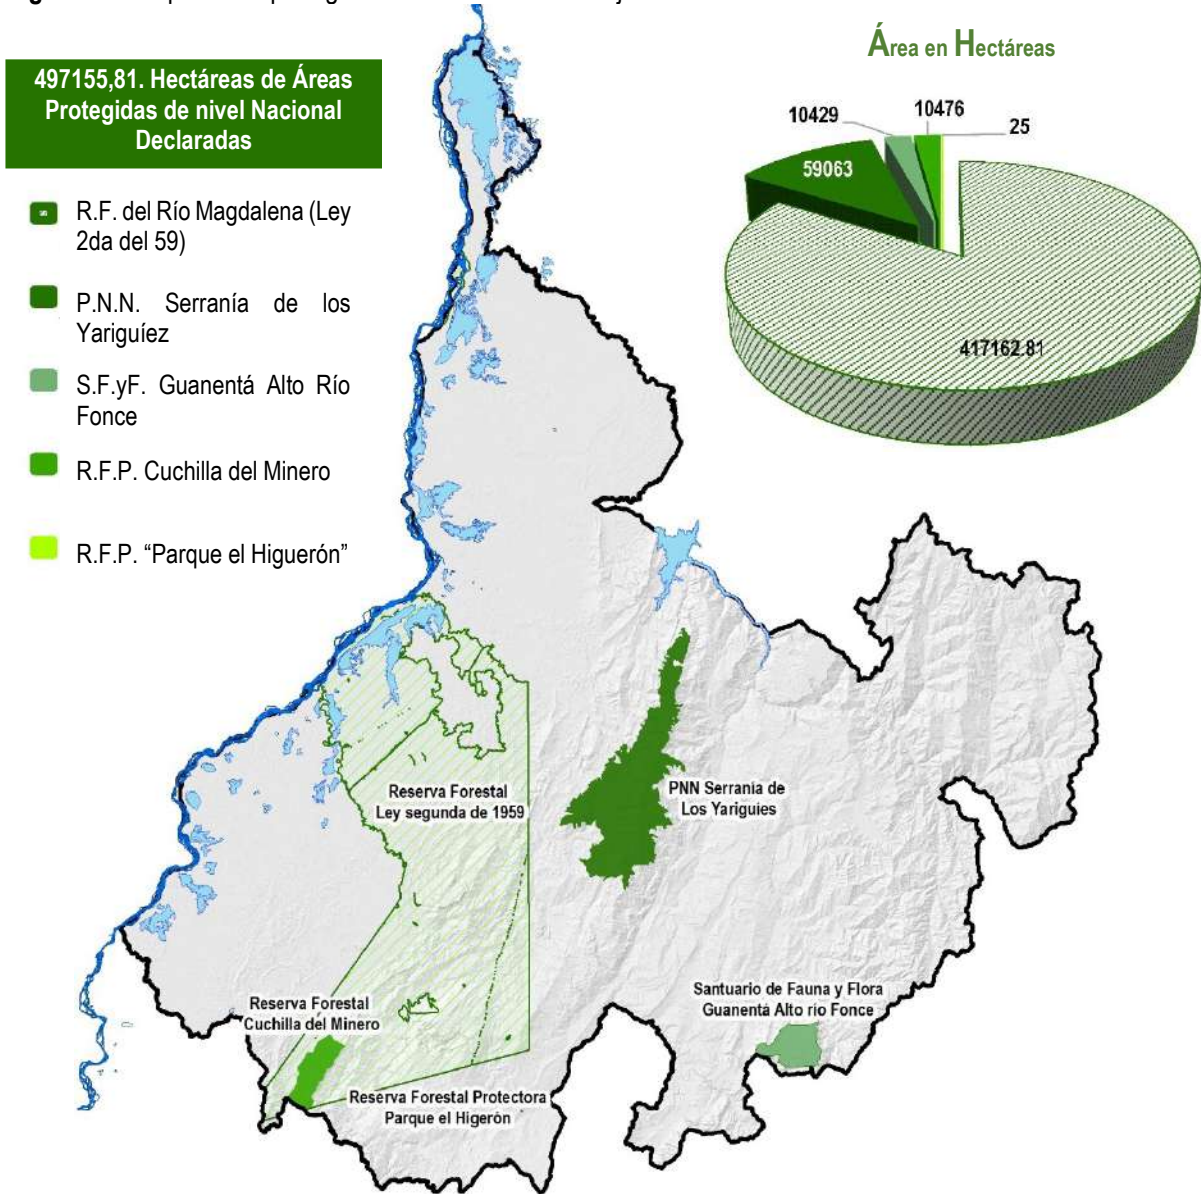 Área en Hectáreas
497155,81. Hectáreas de Áreas
Protegidas de nivel Nacional
Declaradas
R.F. del Río Magdalena (Ley
2da del 59)
P.N.N. Serranía de los
Yariguíez
S.F.yF. Guanentá Alto Río
Fonce
R.F.P. Cuchilla del Minero
R.F.P. “Parque el Higuerón”
10429
10476
25
59063
417162.81
Reserva Forestal
Ley segunda de 1959
PNN Serranía de
Los Yariguies
Reserva Forestal
Cuchilla del Minero
Santuario de Fauna y Flora
Guanentá Alto río Fonce
Reserva Forestal Protectora
Parque el Higerón